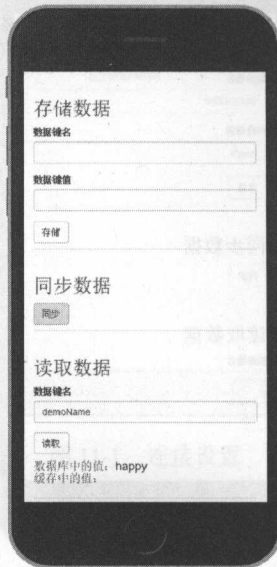 存储数据
数据键名
数据键值
存储
同步数据
同步
读取数据
数据键名
demoName
读取
数据库中的值：happy
缓存中的值：